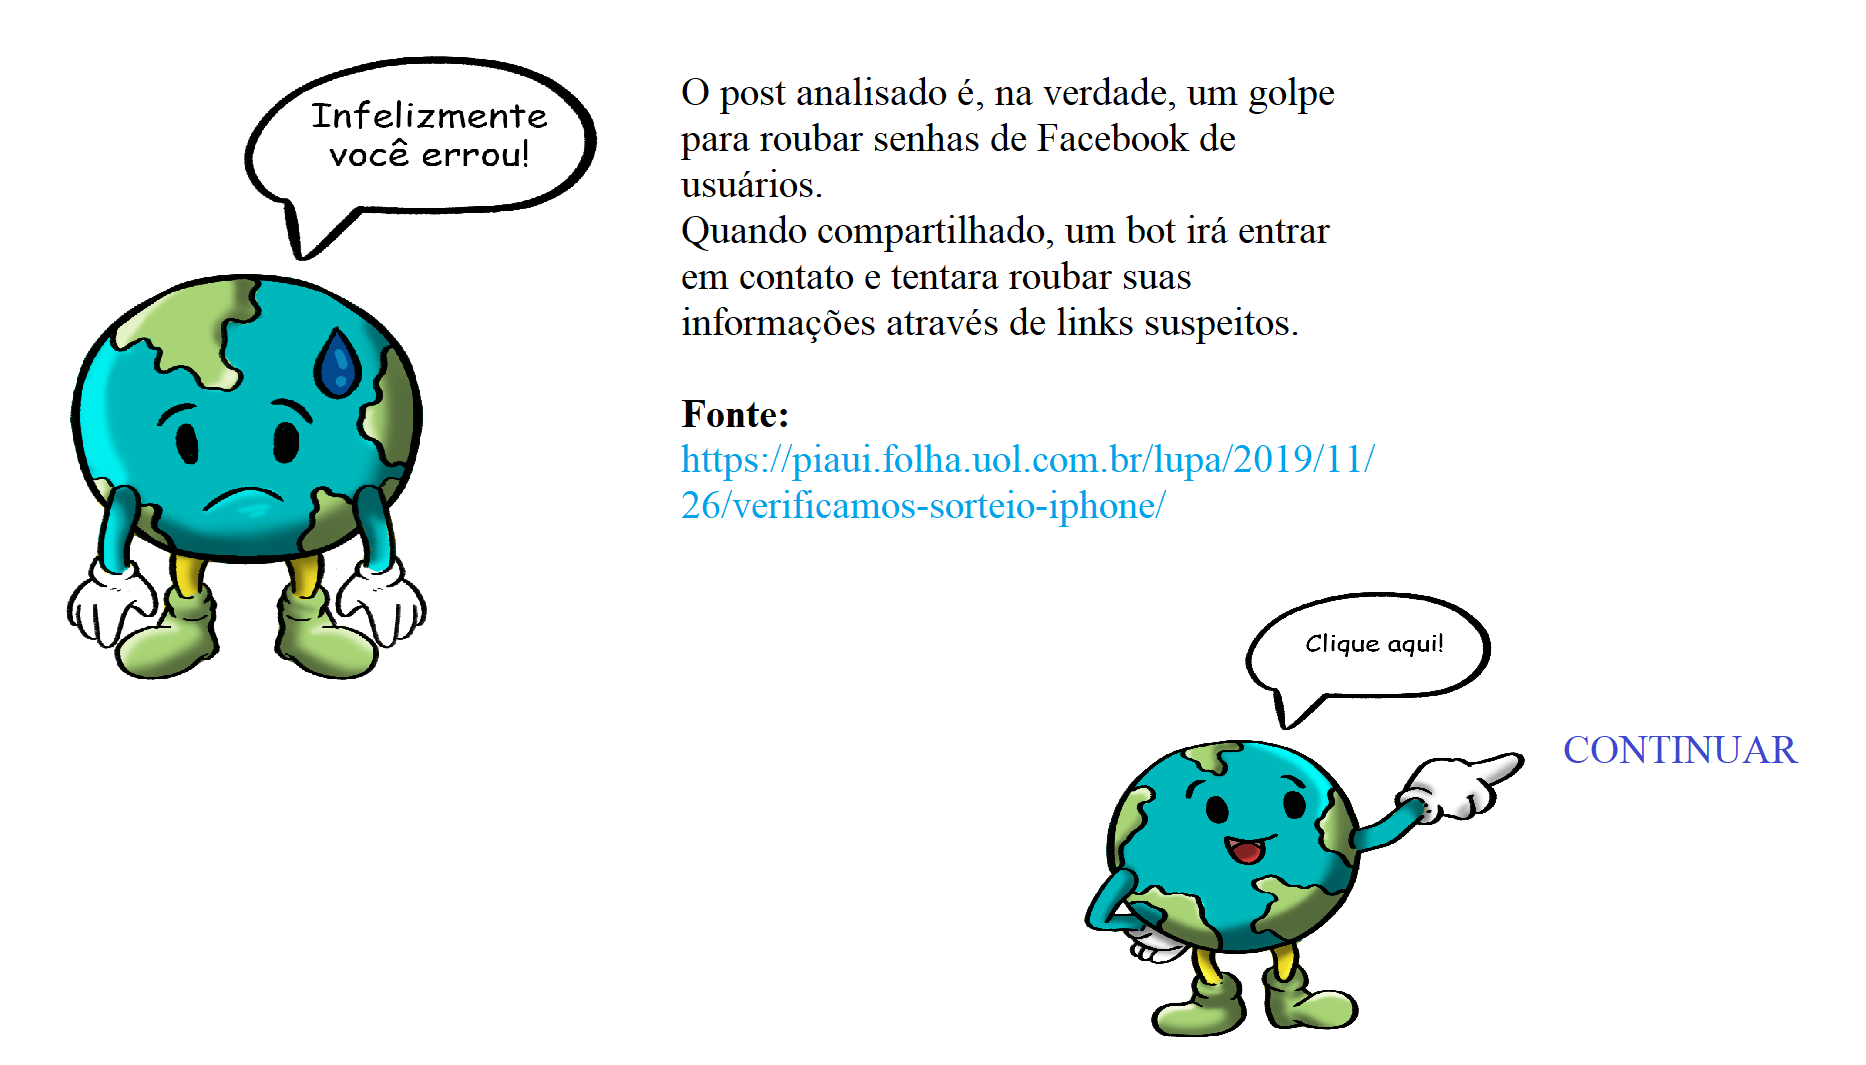 Infelizmente
você errou!
O post analisado é, na verdade, um golpe
para roubar senhas de Facebook de
usuários.
Quando compartilhado, um bot irá entrar
em contato e tentara roubar suas
informações através de links suspeitos.
Fonte:
https://piaui.folha.uol.com.br/lupa/2019/11/
26/verificamos-sorteio-iphone/
Clique aqui!
CONTINUAR